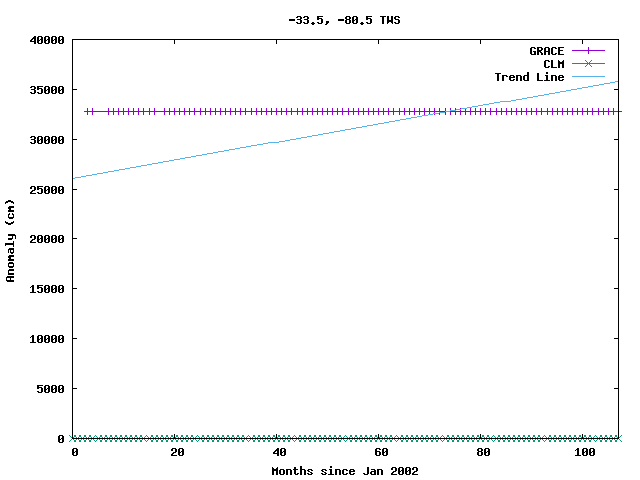 -33.5, -80.5 TWS
GRACE
CLM
Trend Line
40000
35000
30000
25000
20000
15000
10000
5000
0
Anomaly (cm)
0 20 40 60 80 100
Months since Jan 2002